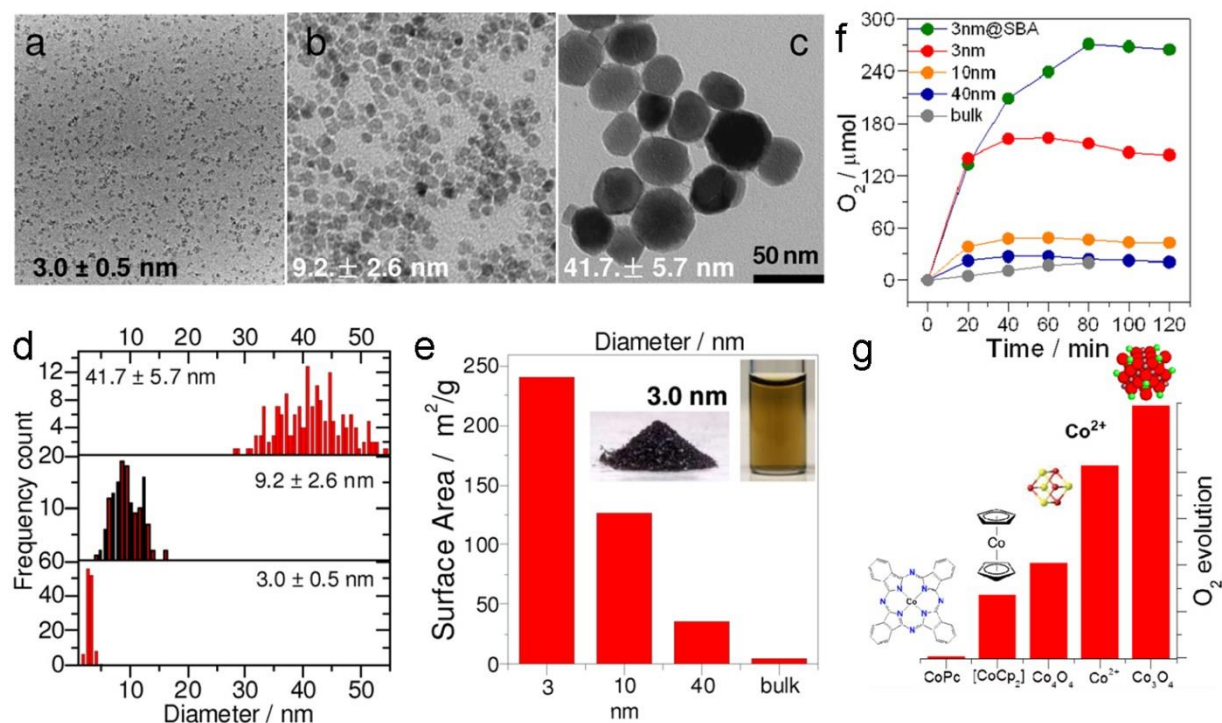 a
3.0 ± 0.5 nm
b
9.2. ± 2.6 nm
c
41.7. ± 5.7 nm
50 nm
f
300
240
180
120
60
0
O₂ / μmol
3nm@SBA
3nm
10nm
40nm
bulk
0 20 40 60 80 100 120
Time / min
d
10 20 30 40 50
Frequency count
12
8
4
20
10
60
40
20
0
41.7 ± 5.7 nm
9.2 ± 2.6 nm
3.0 ± 0.5 nm
10 20 30 40 50
Diameter / nm
e
Diameter / nm
Surface Area / m²/g
250
200
150
100
50
0
3.0 nm
3 10 40 bulk
nm
g
Co²⁺
Co
N N N
N Co N
N N N
O₂ evolution
CoPc [CoCp₂] Co₄O₄ Co²⁺ Co₃O₄